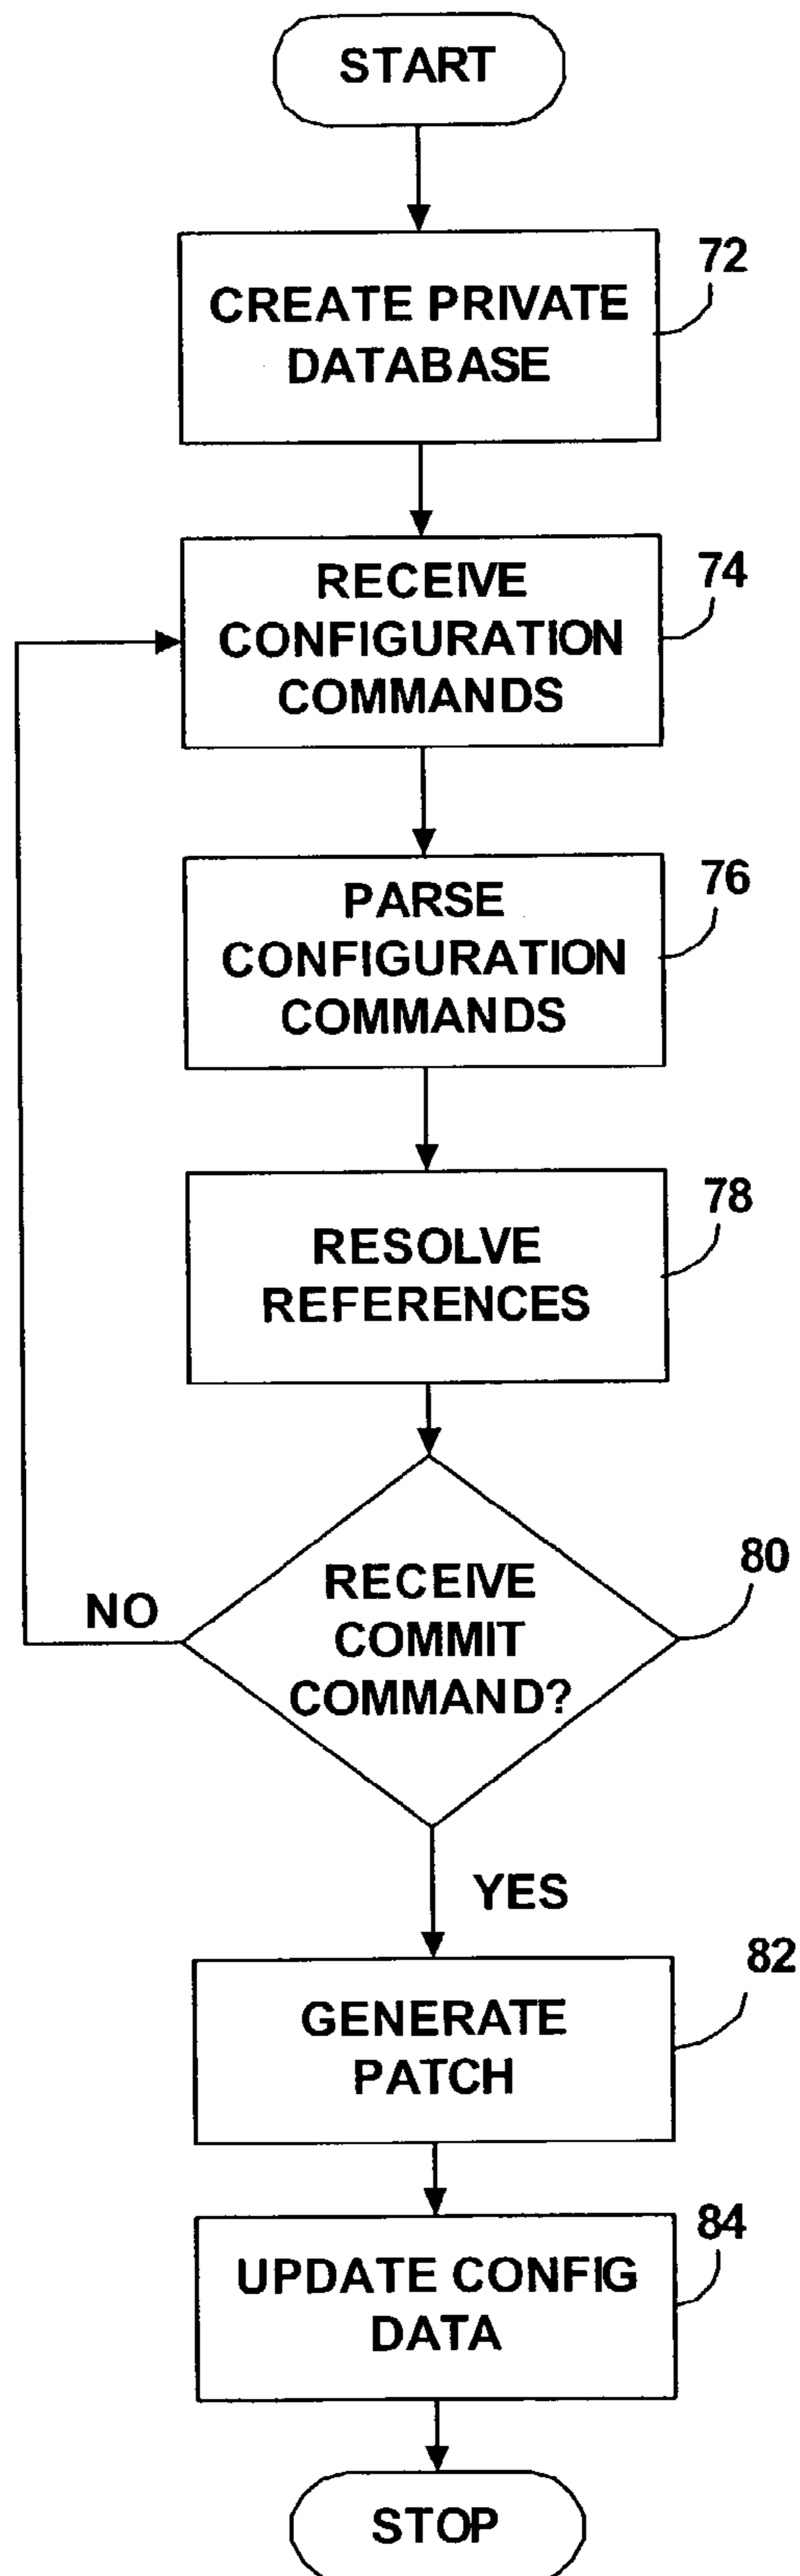 START
72
CREATE PRIVATE
DATABASE
74
RECEIVE
CONFIGURATION
COMMANDS
76
PARSE
CONFIGURATION
COMMANDS
78
RESOLVE
REFERENCES
80
RECEIVE
COMMIT
COMMAND?
NO
YES
82
GENERATE
PATCH
84
UPDATE CONFIG
DATA
STOP